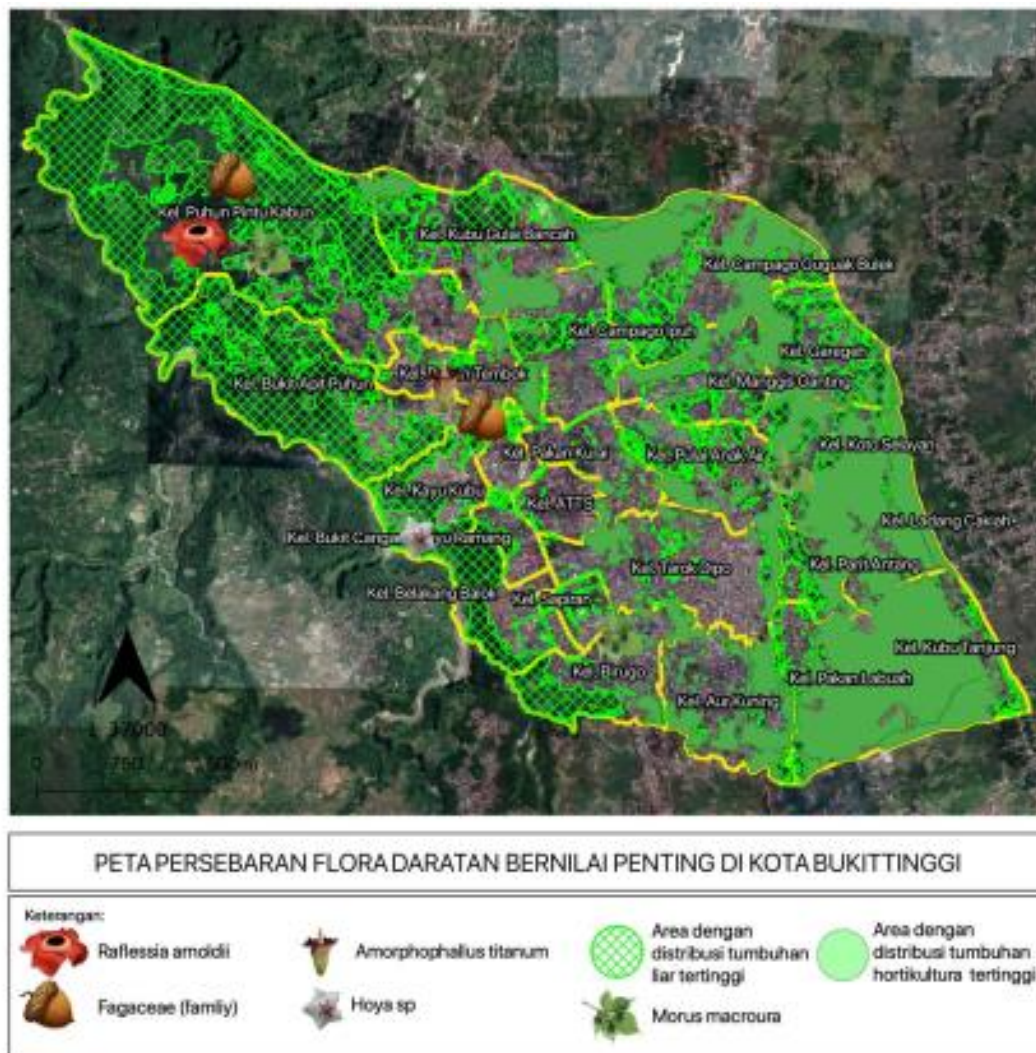 Kel. Puhun Pintu Kabun
Kel. Kubu Gulai Bancah
Kel. Campago Guguak Bulek
Kel. Campago Ipuh
Kel. Garegeh
Kel. Bukit Apit Puhun
Kel. Tembok
Kel. Manggis Ganting
Kel. Koto Selayan
Kel. Pakan Kurai
Kel. Pulai Anak Air
Kel. Kayu Kubu
Kel. ATTS
Kel. Ladang Cakiah
Kel. Bukit Cangang Kayu Ramang
Kel. Tarok Dipo
Kel. Parit Antang
Kel. Belakang Balok
Kel. Sapiran
Kel. Kubu Tanjung
Kel. Birugo
Kel. Pakan Labuah
Kel. Aur Kuning
0 750
PETA PERSEBARAN FLORA DARATAN BERNILAI PENTING DI KOTA BUKITTINGGI
Keterangan:
Raflessia arnoldii
Amorphophallus titanum
Area dengan
distribusi tumbuhan
liar tertinggi
Area dengan
distribusi tumbuhan
hortikultura tertinggi
Fagaceae (famliy)
Hoya sp
Morus macroura